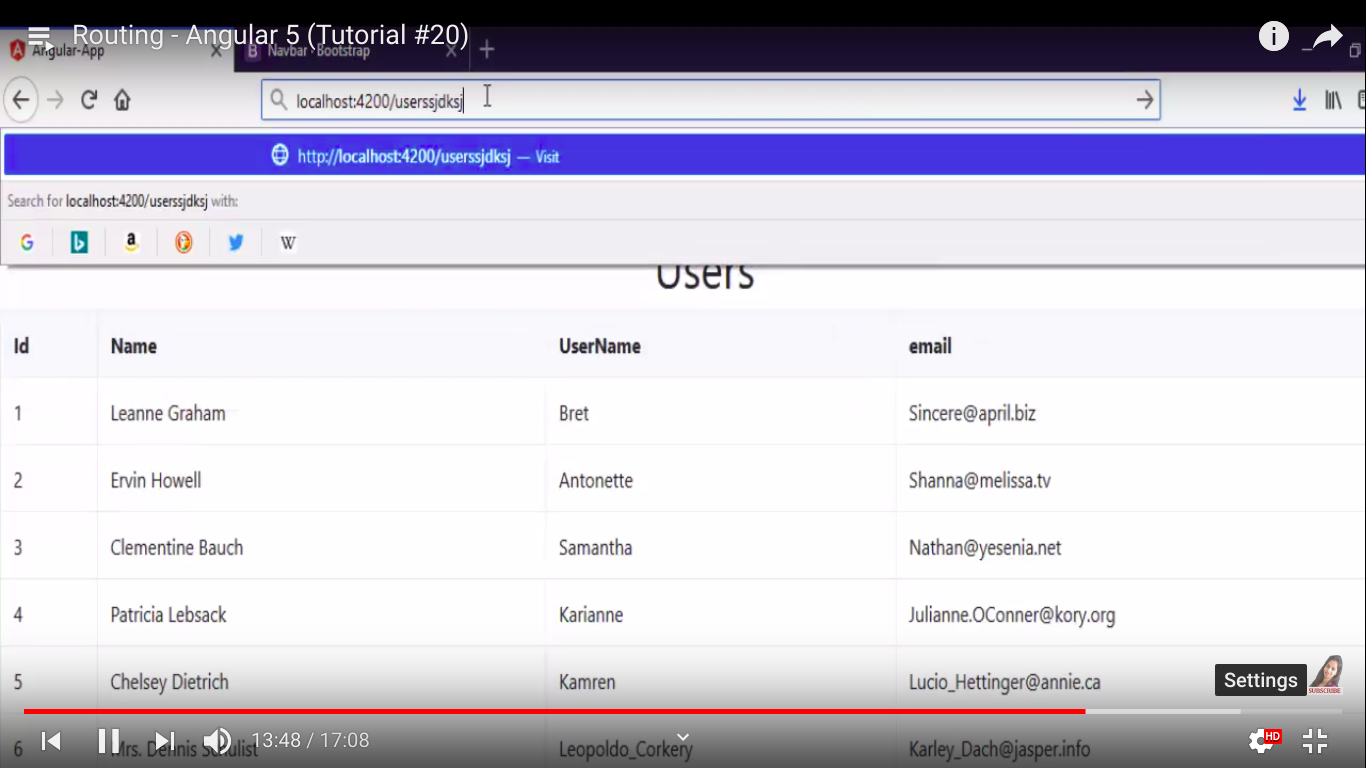 Routing - Angular 5 (Tutorial #20)
Angular-App
Navbar · Bootstrap
localhost:4200/userssjdksj
http://localhost:4200/userssjdksj — Visit
Search for localhost:4200/userssjdksj with:
Users
Id Name UserName email
1 Leanne Graham Bret Sincere@april.biz
2 Ervin Howell Antonette Shanna@melissa.tv
3 Clementine Bauch Samantha Nathan@yesenia.net
4 Patricia Lebsack Karianne Julianne.OConner@kory.org
5 Chelsey Dietrich Kamren Lucio_Hettinger@annie.ca
Settings
SUBSCRIBE
6 Mrs. Dennis Schulist Leopoldo_Corkery Karley_Dach@jasper.info
13:48 / 17:08
HD